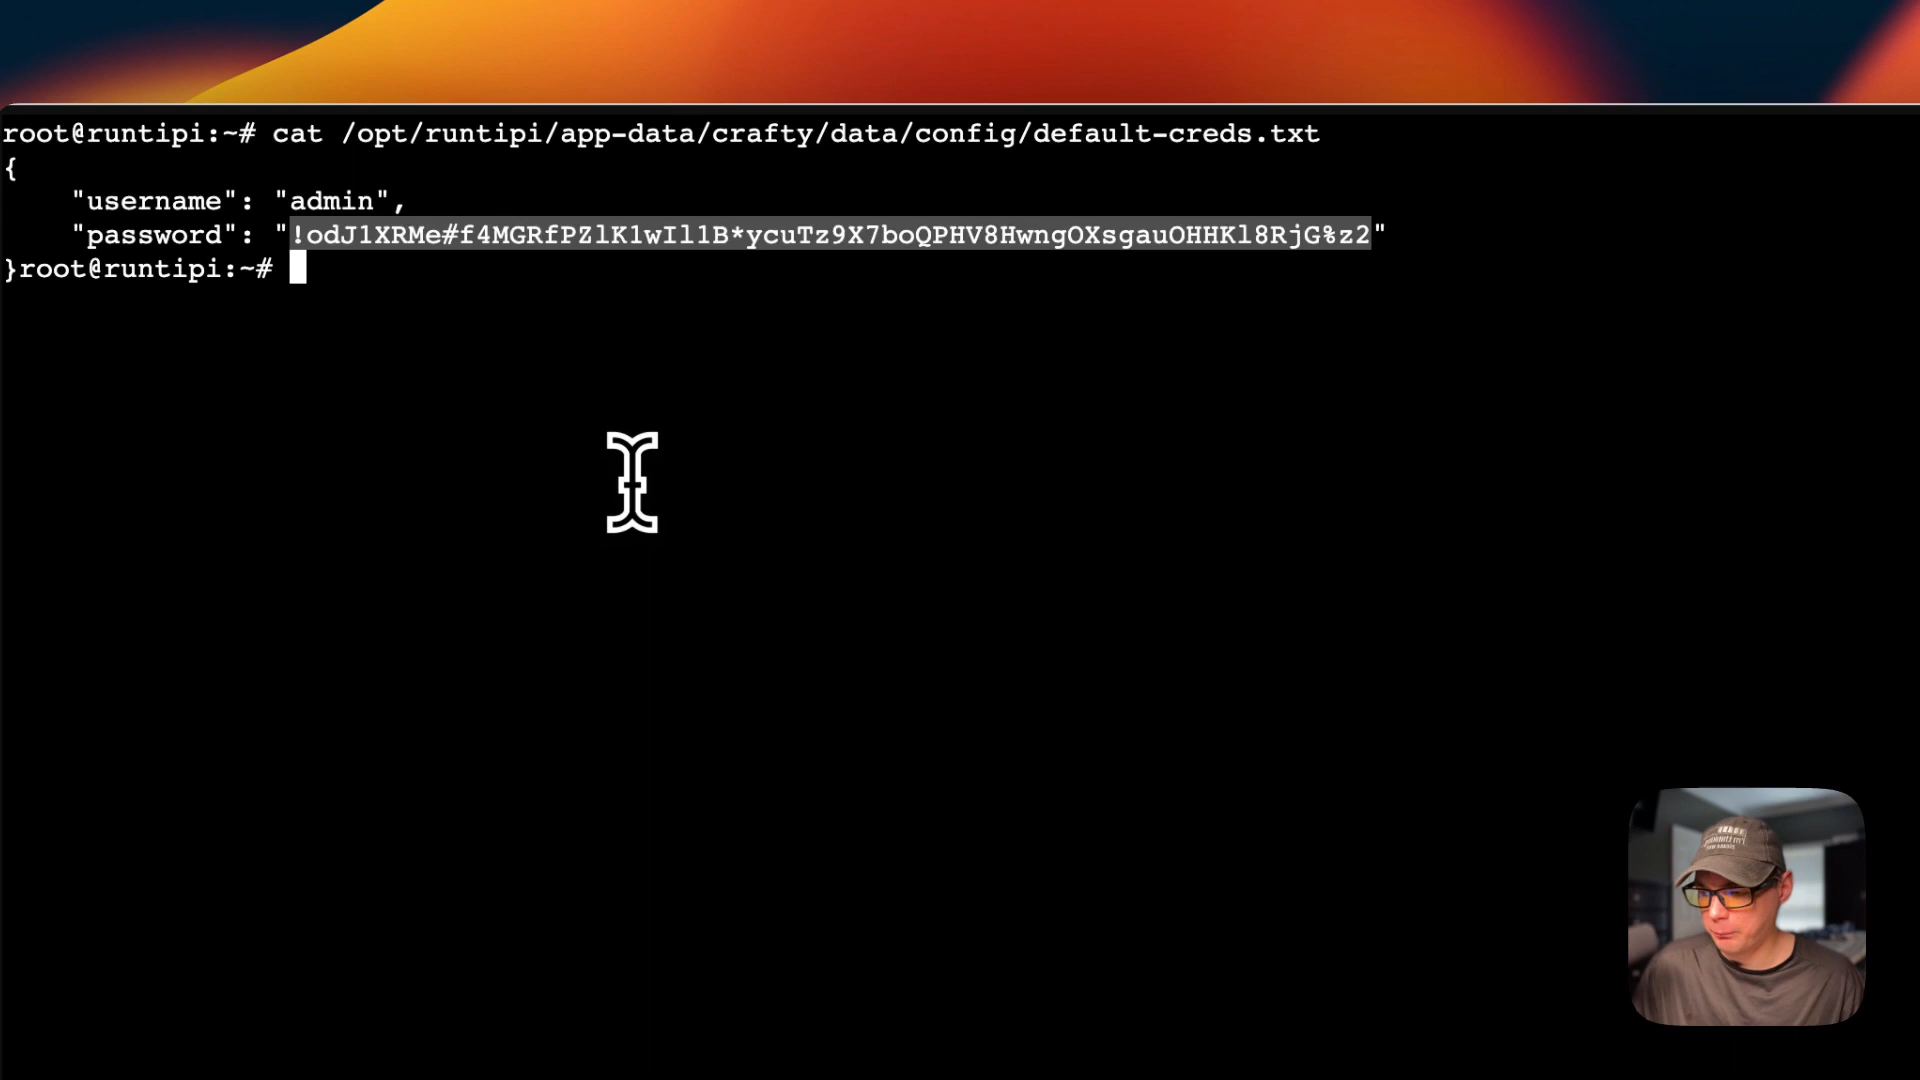 root@runtipi:~# cat /opt/runtipi/app-data/crafty/data/config/default-creds.txt
{
    "username": "admin",
    "password": "!odJ1XRMe#f4MGRfPZlK1wIl1B*ycuTz9X7boQPHV8HwngOXsgauOHHKl8RjG%z2"
}root@runtipi:~#